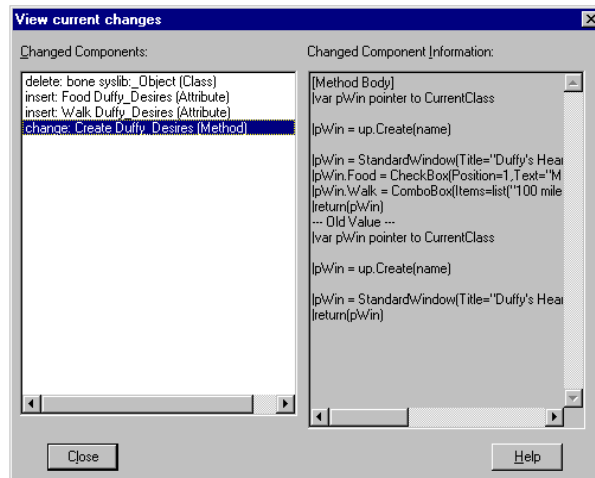 View current changes
Changed Components:
delete: bone syslib:_Object (Class)
insert: Food Duffy_Desires (Attribute)
insert: Walk Duffy_Desires (Attribute)
change: Create Duffy_Desires (Method)
Changed Component Information:
[Method Body]
|var pWin pointer to CurrentClass
|pWin = up.Create(name)
|pWin = StandardWindow(Title="Duffy's Hear
|pWin.Food = CheckBox(Position=1,Text="M
|pWin.Walk = ComboBox(Items=list("100 mile
|return(pWin)
--- Old Value ---
|var pWin pointer to CurrentClass
|pWin = up.Create(name)
|pWin = StandardWindow(Title="Duffy's Hear
|return(pWin)
Close
Help